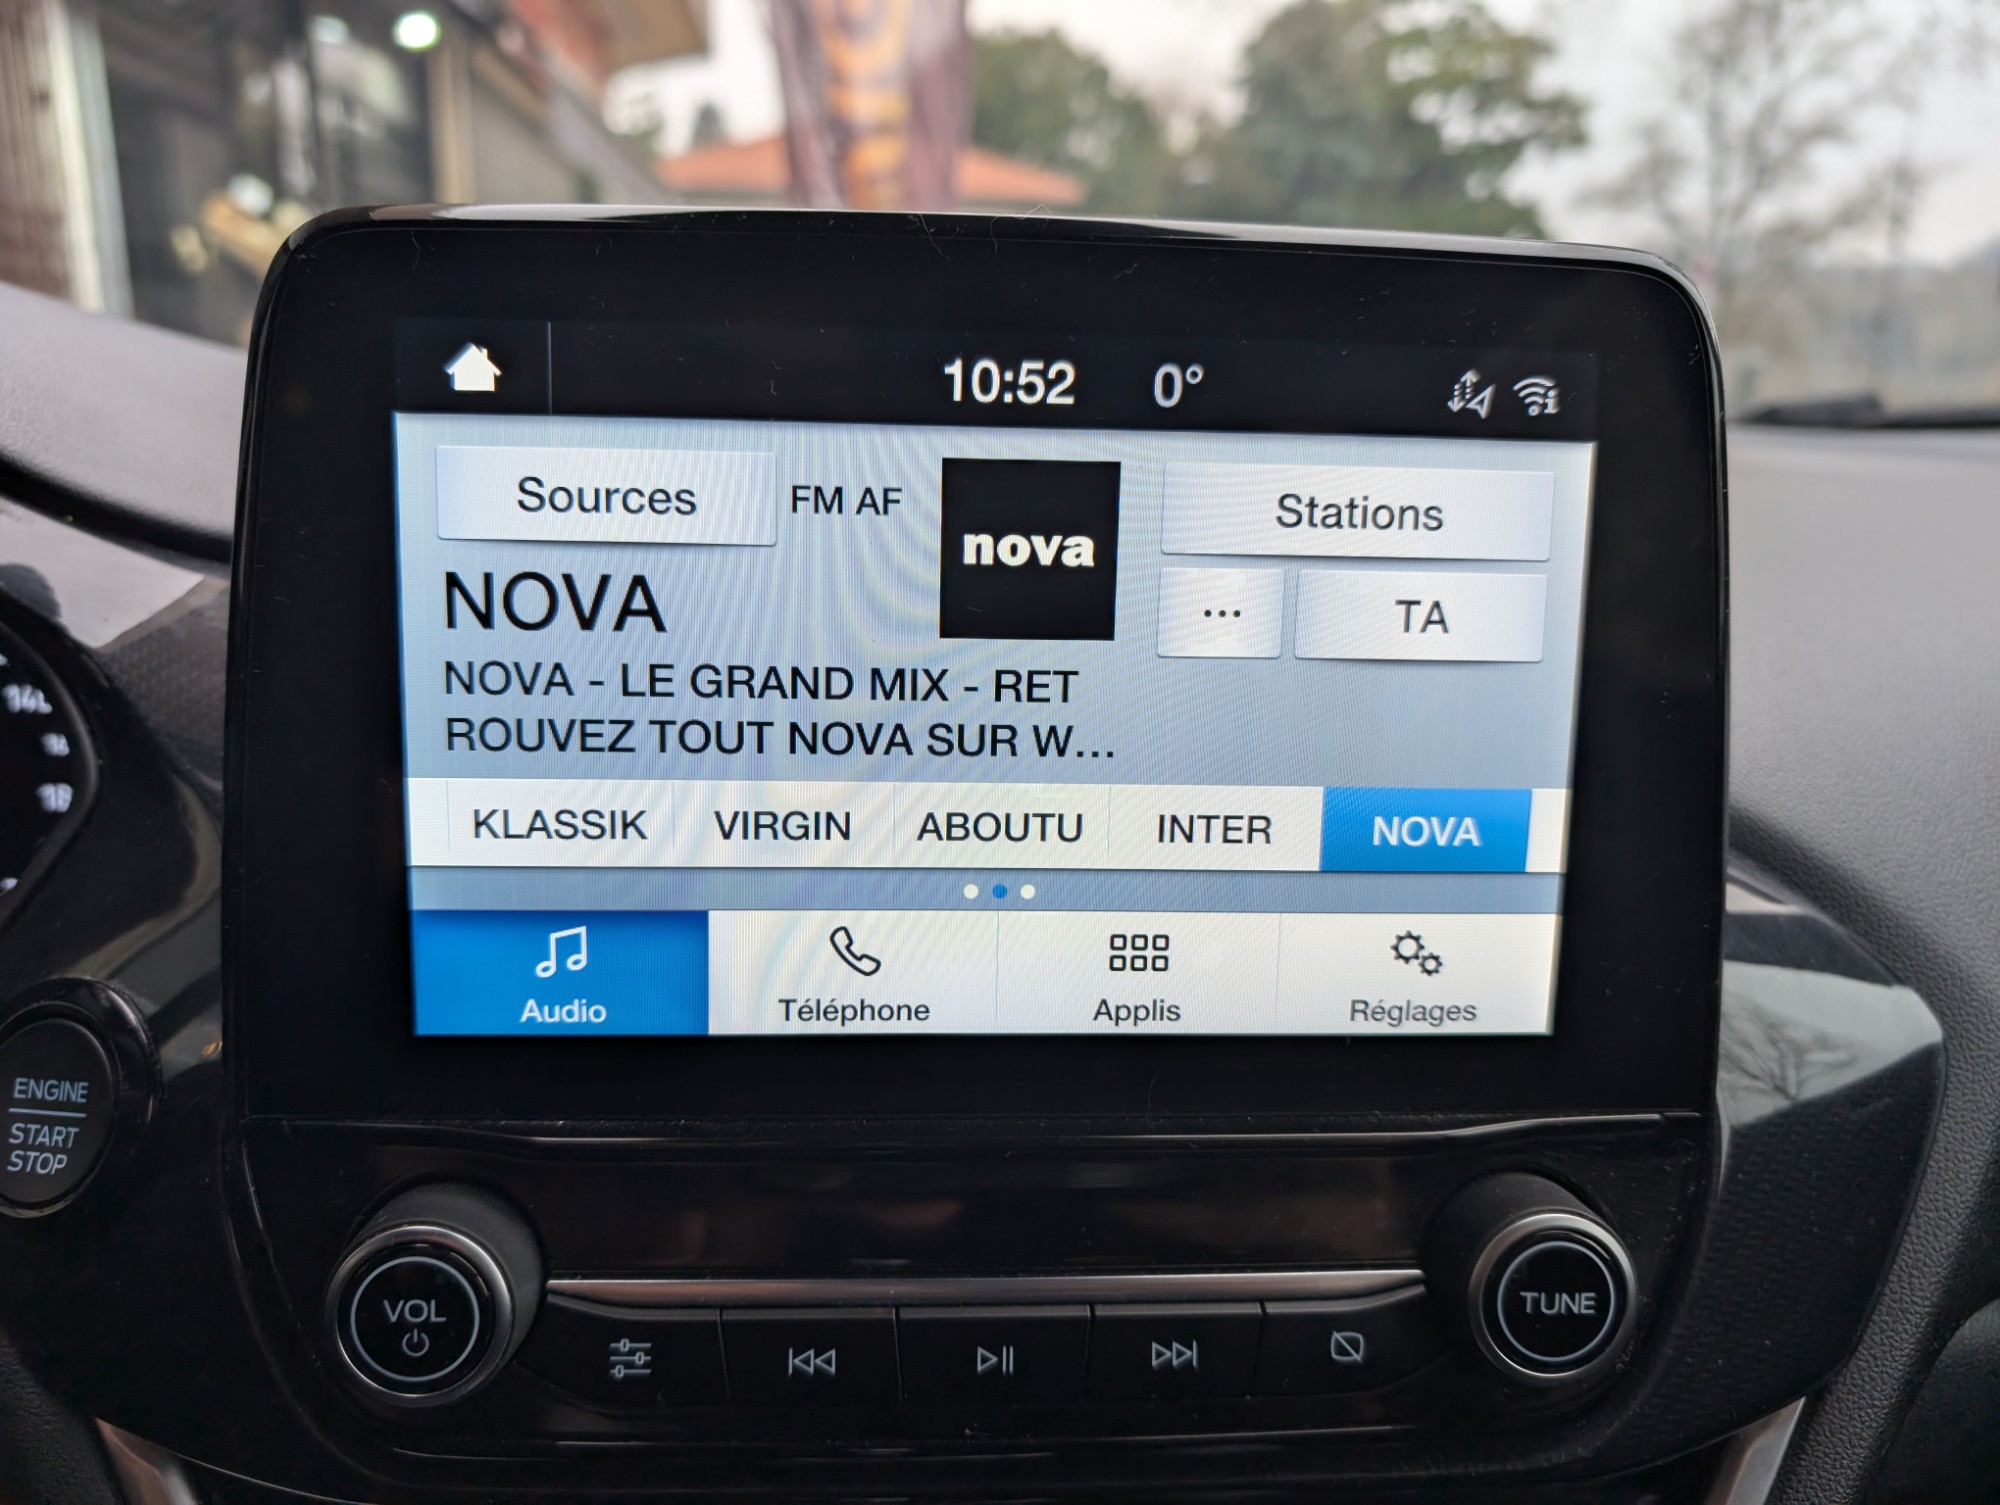 10:52 0°
Sources FM AF nova Stations
NOVA ... TA
NOVA - LE GRAND MIX - RET
ROUVEZ TOUT NOVA SUR W...
KLASSIK VIRGIN ABOUTU INTER NOVA
Audio Téléphone Applis Réglages
ENGINE
START
STOP
VOL
TUNE